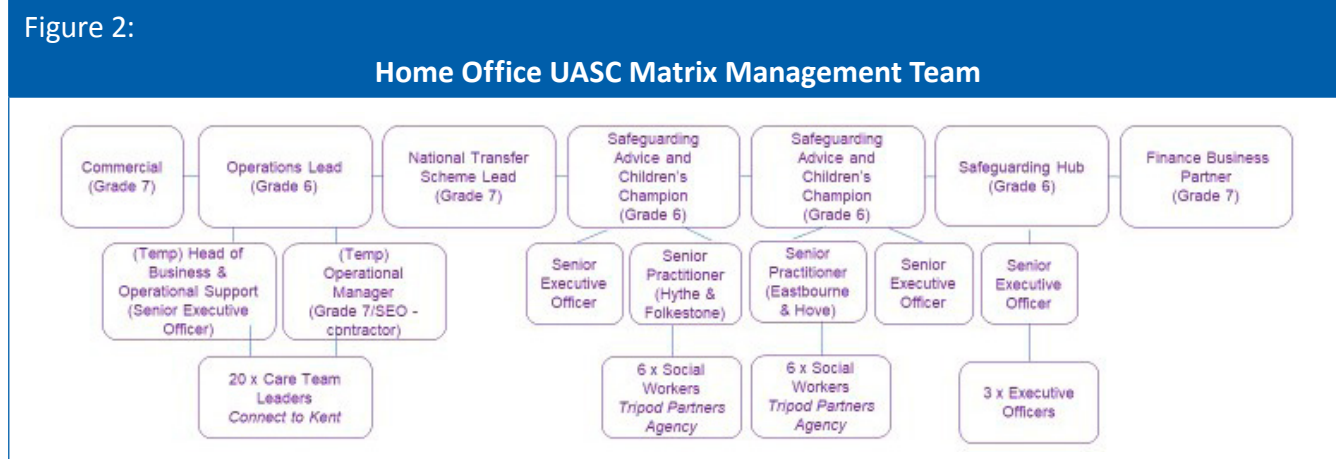 Figure 2:
Home Office UASC Matrix Management Team
Commercial
(Grade 7)
Operations Lead
(Grade 6)
National Transfer
Scheme Lead
(Grade 7)
Safeguarding
Advice and
Children's
Champion
(Grade 6)
Safeguarding
Advice and
Children's
Champion
(Grade 6)
Safeguarding Hub
(Grade 6)
Finance Business
Partner
(Grade 7)
(Temp) Head of
Business &
Operational Support
(Senior Executive
Officer)
(Temp)
Operational
Manager
(Grade 7/SEO -
contractor)
Senior
Executive
Officer
Senior
Practitioner
(Hythe &
Folkestone)
Senior
Practitioner
(Eastbourne
& Hove)
Senior
Executive
Officer
Senior
Executive
Officer
20 x Care Team
Leaders
Connect to Kent
6 x Social
Workers
Tripod Partners
Agency
6 x Social
Workers
Tripod Partners
Agency
3 x Executive
Officers